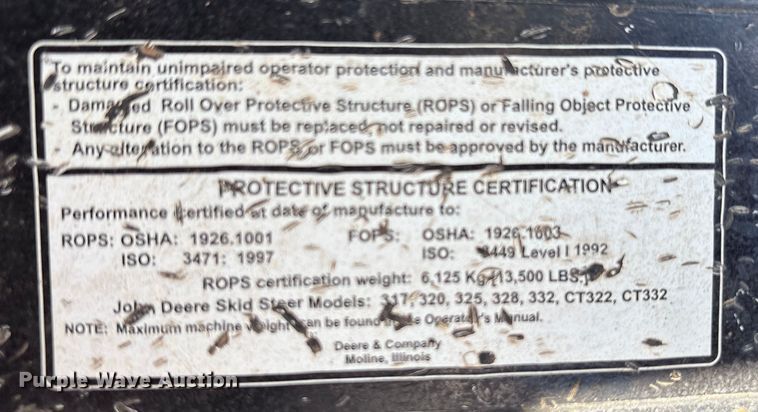 To maintain unimpaired operator protection and manufacturer's protective
structure certification:
- Damaged Roll Over Protective Structure (ROPS) or Falling Object Protective
Structure (FOPS) must be replaced, not repaired or revised.
- Any alteration to the ROPS or FOPS must be approved by the manufacturer.
PROTECTIVE STRUCTURE CERTIFICATION
Performance certified at date of manufacture to:
ROPS: OSHA: 1926.1001 FOPS: OSHA: 1926.1003
ISO: 3471: 1997 ISO: 3449 Level I 1992
ROPS certification weight: 6,125 Kg (13,500 LBS.)
John Deere Skid Steer Models: 317, 320, 325, 328, 332, CT322, CT332
NOTE: Maximum machine weight can be found in the Operator's Manual.
Deere & Company
Moline, Illinois
Purple Wave Auction